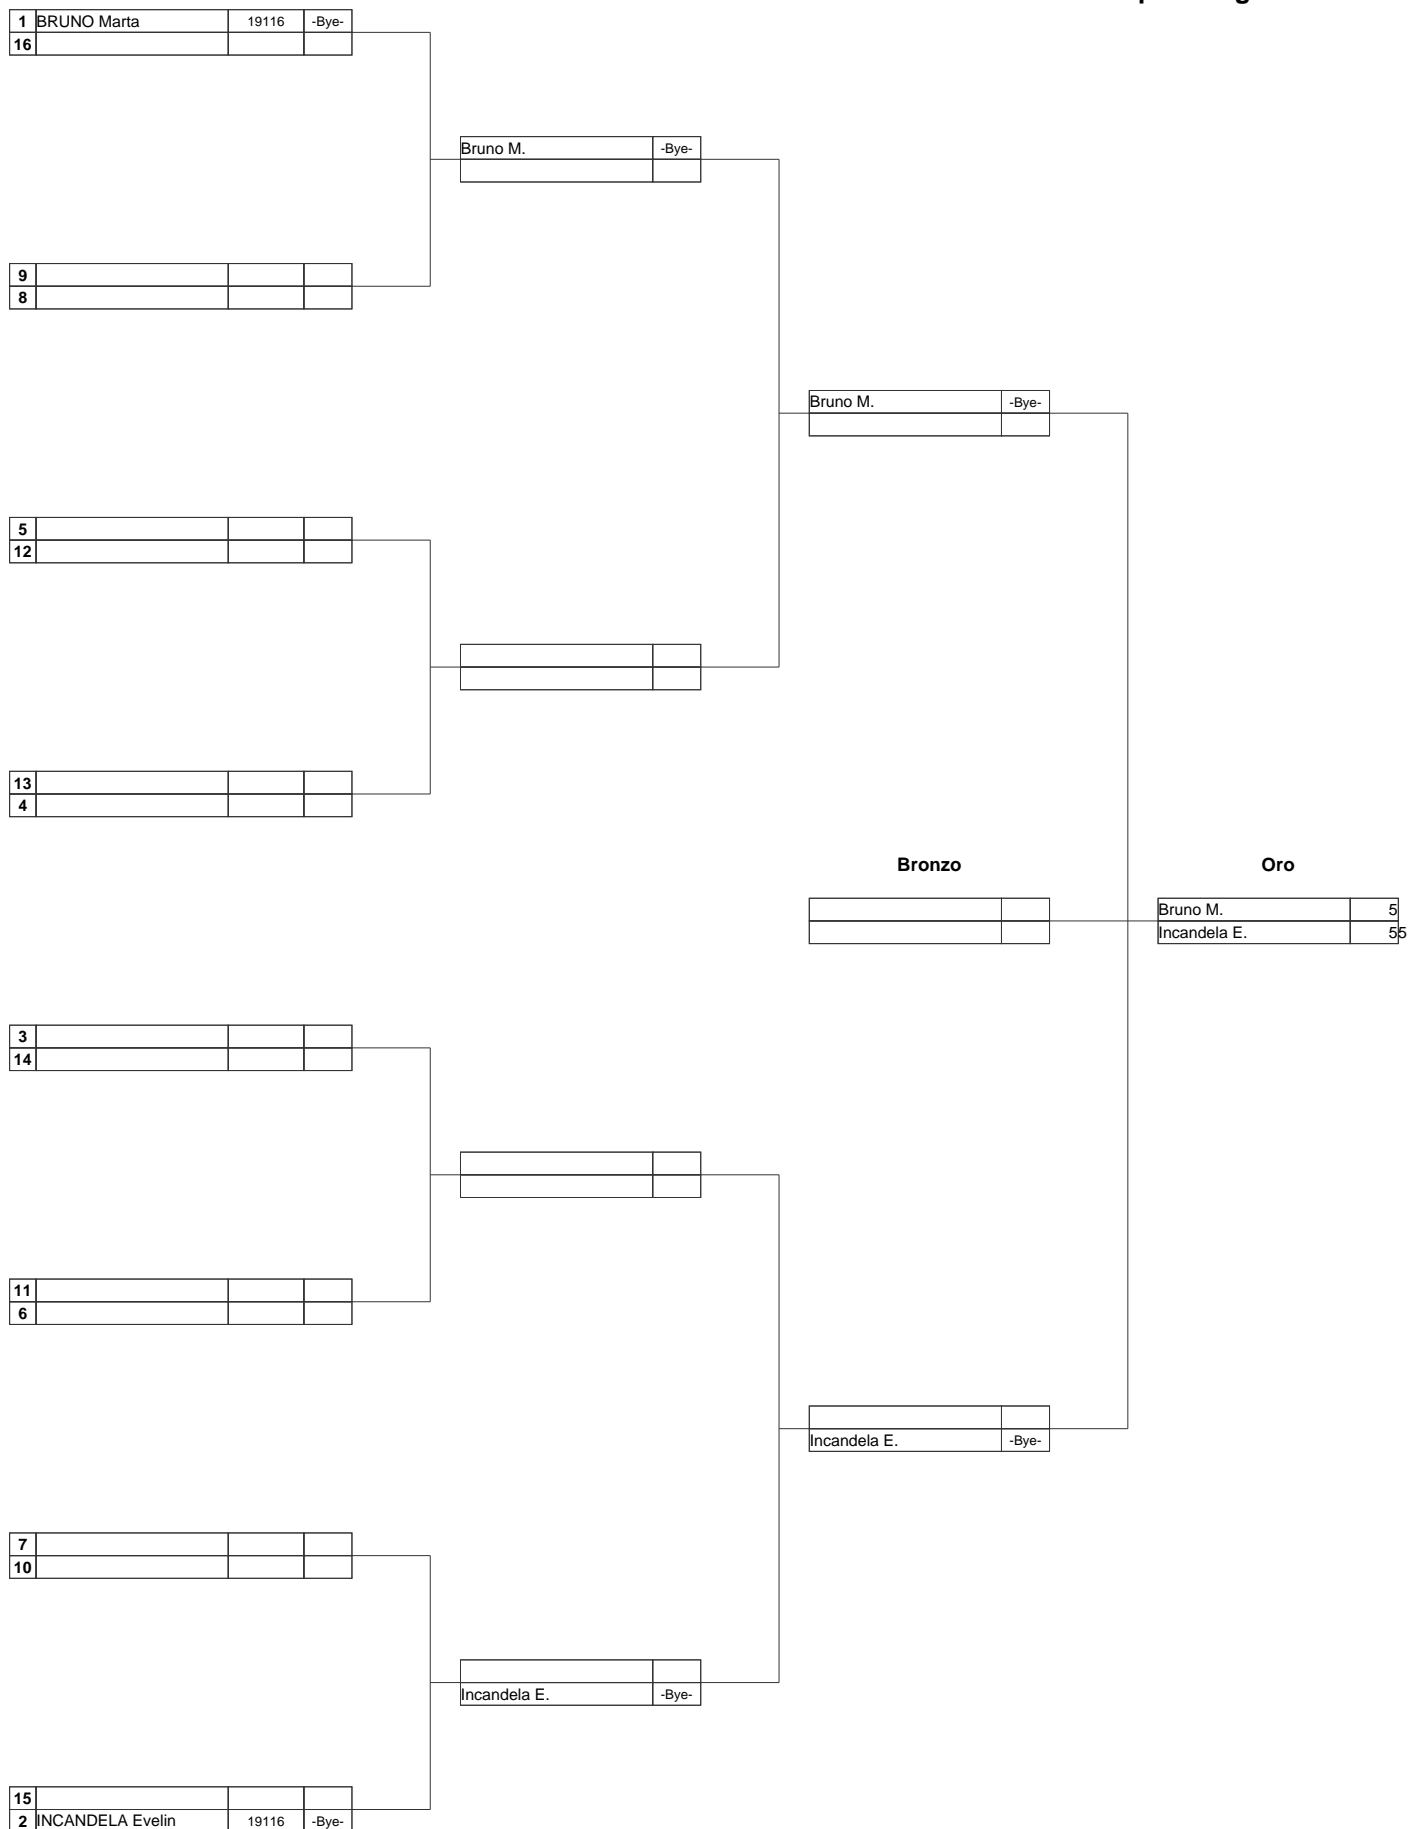 1 BRUNO Marta 19116 -Bye-
16
Bruno M. -Bye-
9
8
Bruno M. -Bye-
5
12
13
4
Bronzo Oro
Bruno M. 5
Incandela E. 55
3
14
11
6
Incandela E. -Bye-
7
10
Incandela E. -Bye-
15
2 INCANDELA Evelin 19116 -Bye-